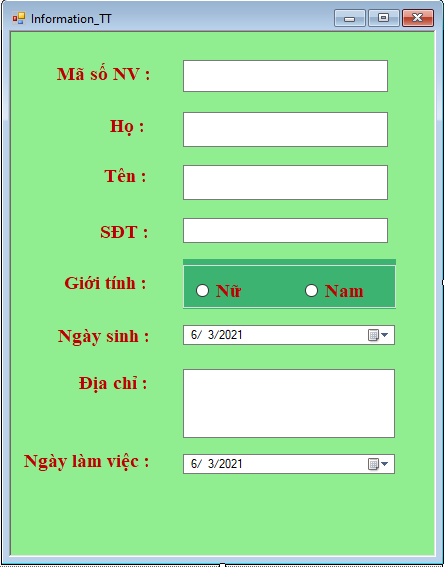 Information_TT
Mã số NV :
Họ :
Tên :
SĐT :
Giới tính : Nữ Nam
Ngày sinh : 6/ 3/2021
Địa chỉ :
Ngày làm việc : 6/ 3/2021